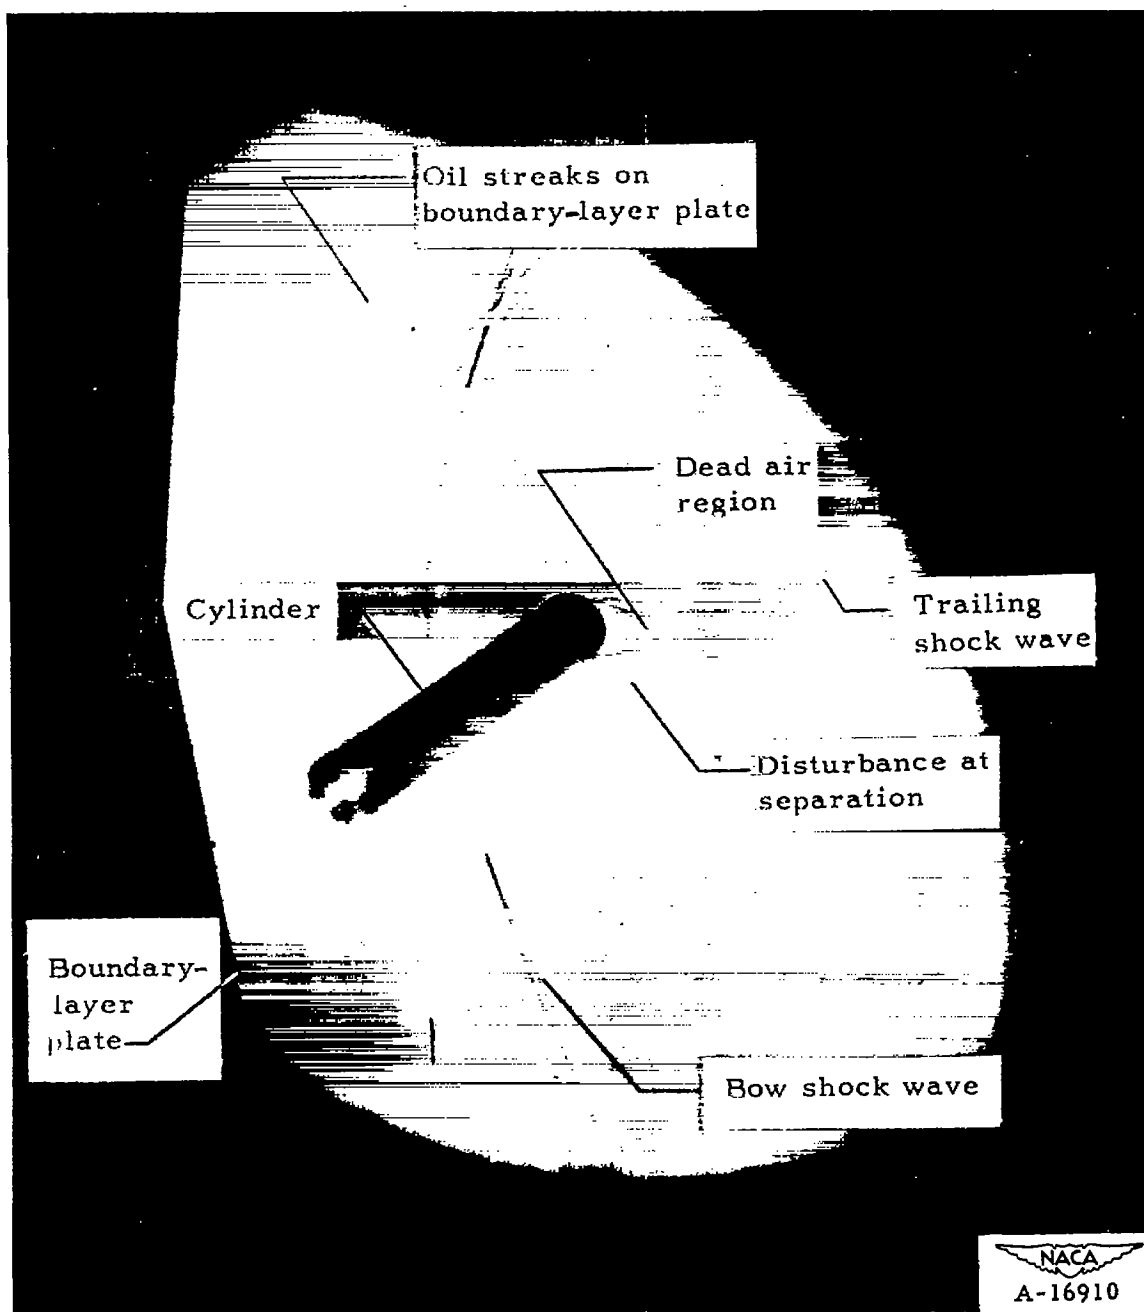 Oil streaks on
boundary-layer plate
Dead air
region
Cylinder
Trailing
shock wave
Disturbance at
separation
Boundary-
layer
plate
Bow shock wave
NACA
A-16910